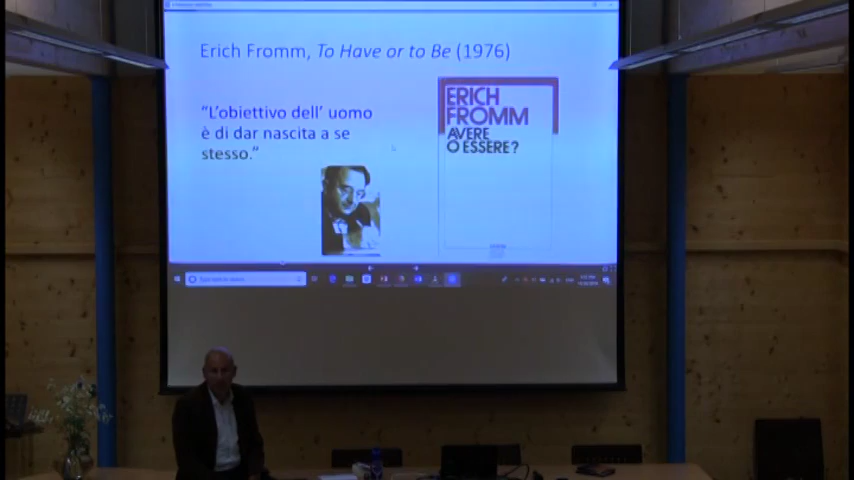 Erich Fromm, To Have or to Be (1976)
"L'obiettivo dell' uomo
è di dar nascita a se
stesso."
ERICH
FROMM
AVERE
O ESSERE?